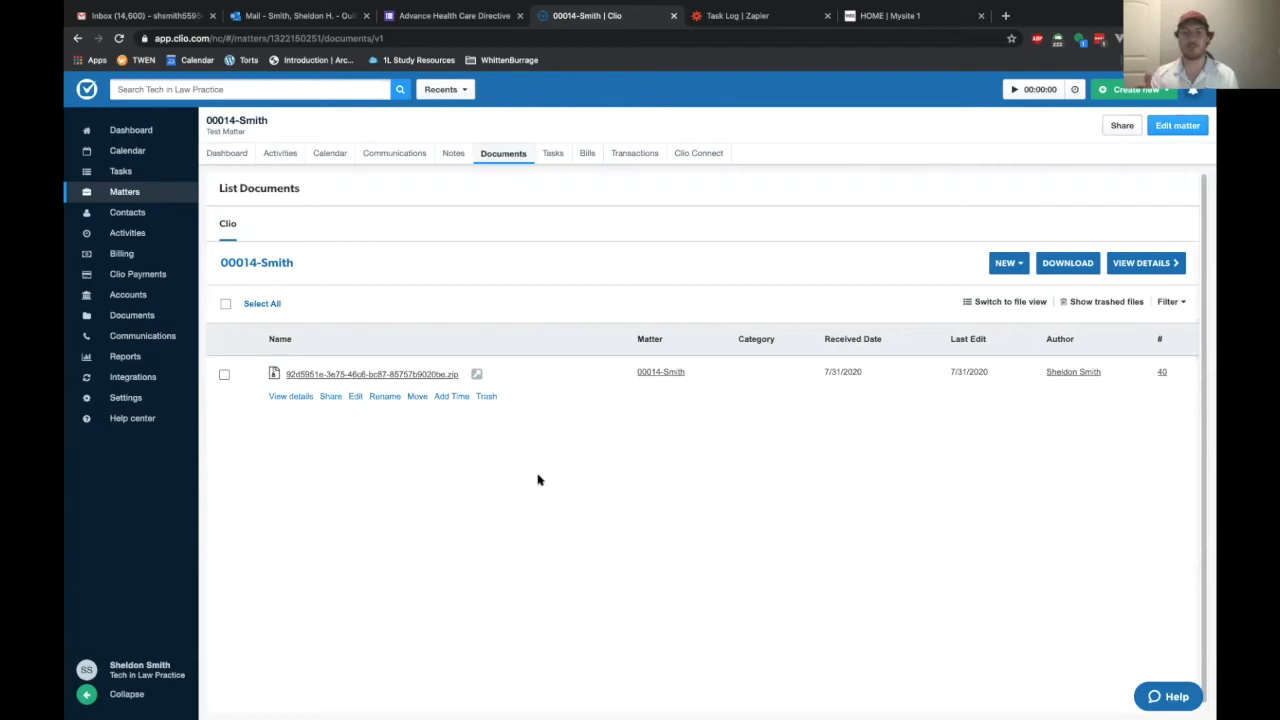 Inbox (14,600) - shsmith5595
Mail - Smith, Sheldon H. - Outl
Advance Health Care Directive
00014-Smith | Clio
Task Log | Zapier
HOME | Mysite 1
app.clio.com/nc/#/matters/1322150251/documents/v1
Apps
TWEN
Calendar
Torts
Introduction (Arc...
1L Study Resources
WhittenBurrage
Search Tech in Law Practice
Recents
00:00:00
Create new
00014-Smith
Test Matter
Share
Edit matter
Dashboard
Activities
Calendar
Communications
Notes
Documents
Tasks
Bills
Transactions
Clio Connect
Dashboard
Calendar
Tasks
Matters
Contacts
Activities
Billing
Clio Payments
Accounts
Documents
Communications
Reports
Integrations
Settings
Help center
List Documents
Clio
00014-Smith
NEW
DOWNLOAD
VIEW DETAILS
Select All
Switch to file view
Show trashed files
Filter
Name
Matter
Category
Received Date
Last Edit
Author
#
92d5951e-3e75-46c6-bc87-85757b9020be.zip
00014-Smith
7/31/2020
7/31/2020
Sheldon Smith
40
View details
Share
Edit
Rename
Move
Add Time
Trash
SS
Sheldon Smith
Tech in Law Practice
Collapse
Help